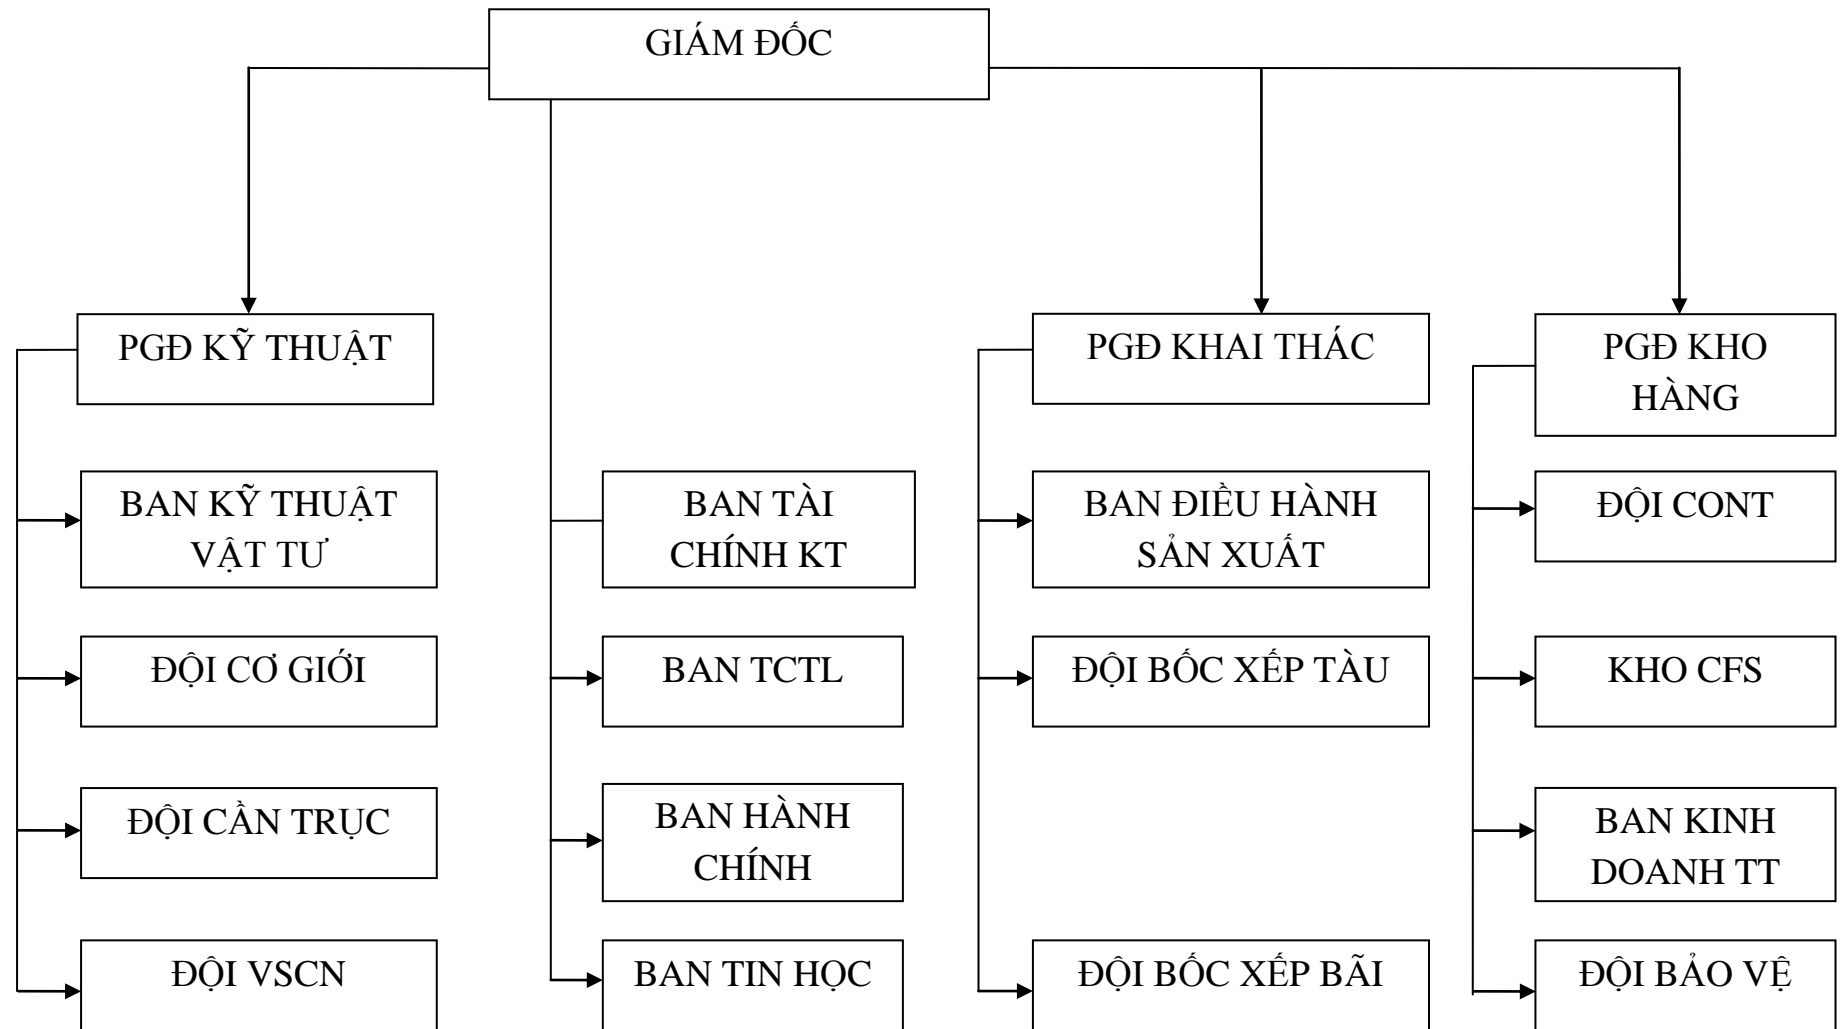 GIÁM ĐỐC
PGĐ KỸ THUẬT
PGĐ KHAI THÁC
PGĐ KHO
HÀNG
BAN KỸ THUẬT
VẬT TƯ
BAN TÀI
CHÍNH KT
BAN ĐIỀU HÀNH
SẢN XUẤT
ĐỘI CONT
ĐỘI CƠ GIỚI
BAN TCTL
ĐỘI BỐC XẾP TÀU
KHO CFS
ĐỘI CẦN TRỤC
BAN HÀNH
CHÍNH
BAN KINH
DOANH TT
ĐỘI VSCN
BAN TIN HỌC
ĐỘI BỐC XẾP BÃI
ĐỘI BẢO VỆ